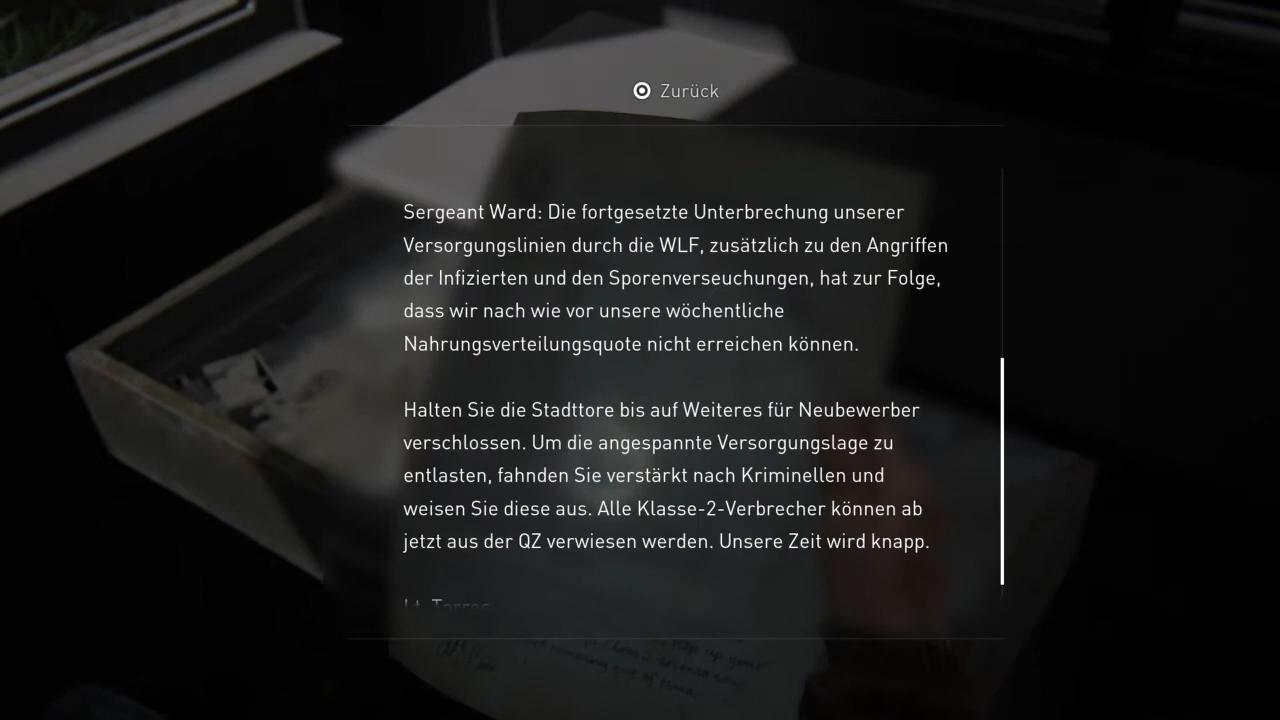 Zurück
Sergeant Ward: Die fortgesetzte Unterbrechung unserer
Versorgungslinien durch die WLF, zusätzlich zu den Angriffen
der Infizierten und den Sporenverseuchungen, hat zur Folge,
dass wir nach wie vor unsere wöchentliche
Nahrungsverteilungsquote nicht erreichen können.
Halten Sie die Stadttore bis auf Weiteres für Neubewerber
verschlossen. Um die angespannte Versorgungslage zu
entlasten, fahnden Sie verstärkt nach Kriminellen und
weisen Sie diese aus. Alle Klasse-2-Verbrecher können ab
jetzt aus der QZ verwiesen werden. Unsere Zeit wird knapp.
Lt. Torres